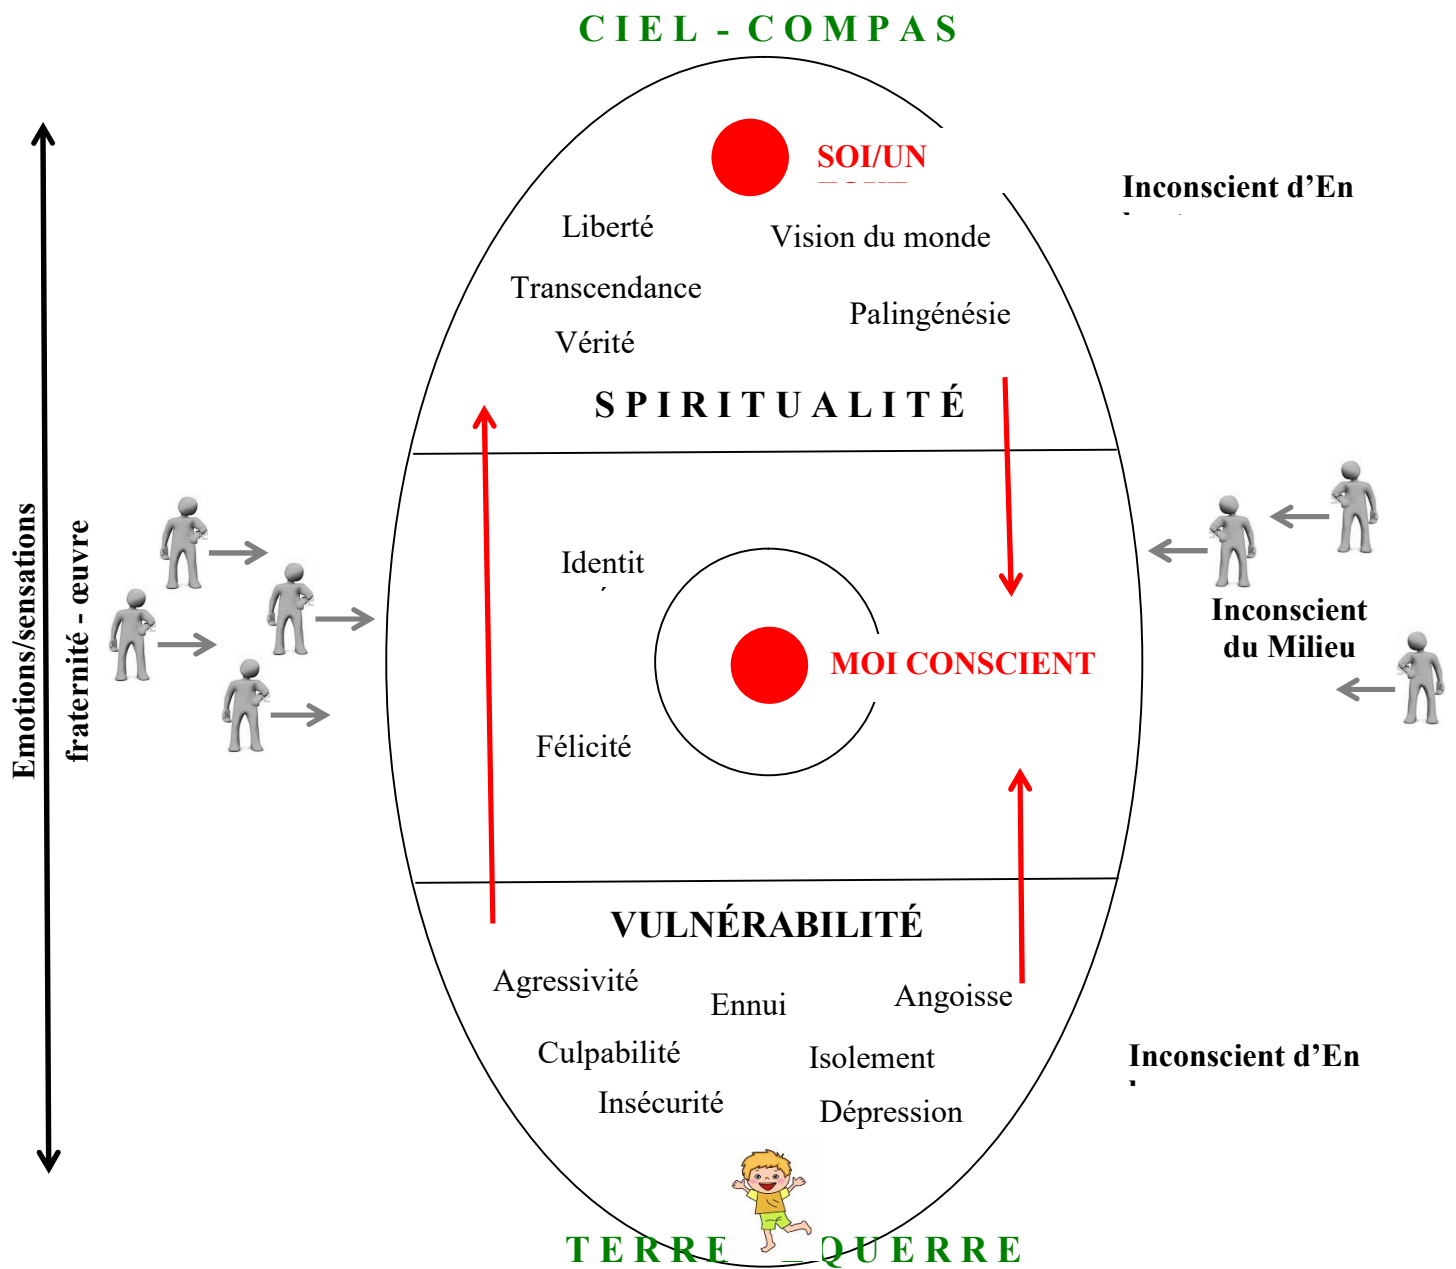 CIEL - COMPAS
SOI/UN
Inconscient d’En
Liberté
Vision du monde
Transcendance
Palingénésie
Vérité
SPIRITUALITÉ
Emotions/sensations
fraternité - œuvre
Identit
Inconscient
du Milieu
MOI CONSCIENT
Félicité
VULNÉRABILITÉ
Agressivité
Ennui
Angoisse
Culpabilité
Isolement
Inconscient d’En
Insécurité
Dépression
TERRE QUERRE